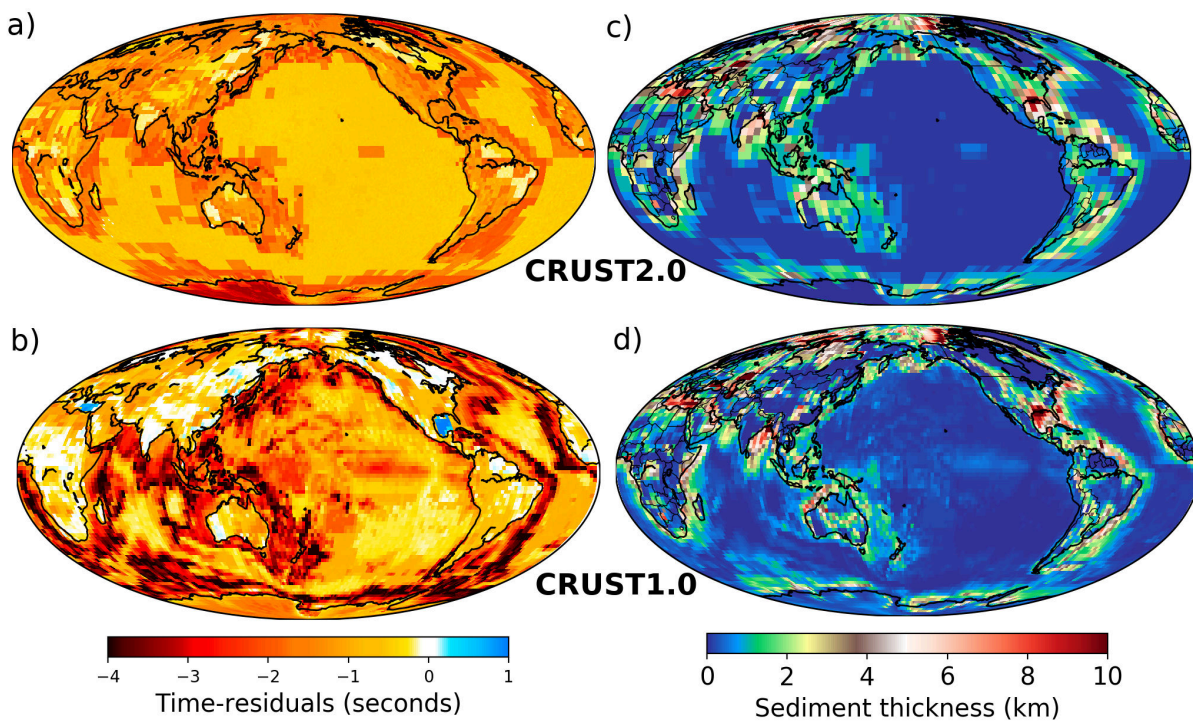 a)
c)
CRUST2.0
b)
d)
CRUST1.0
−4 −3 −2 −1 0 1
Time-residuals (seconds)
0 2 4 6 8 10
Sediment thickness (km)